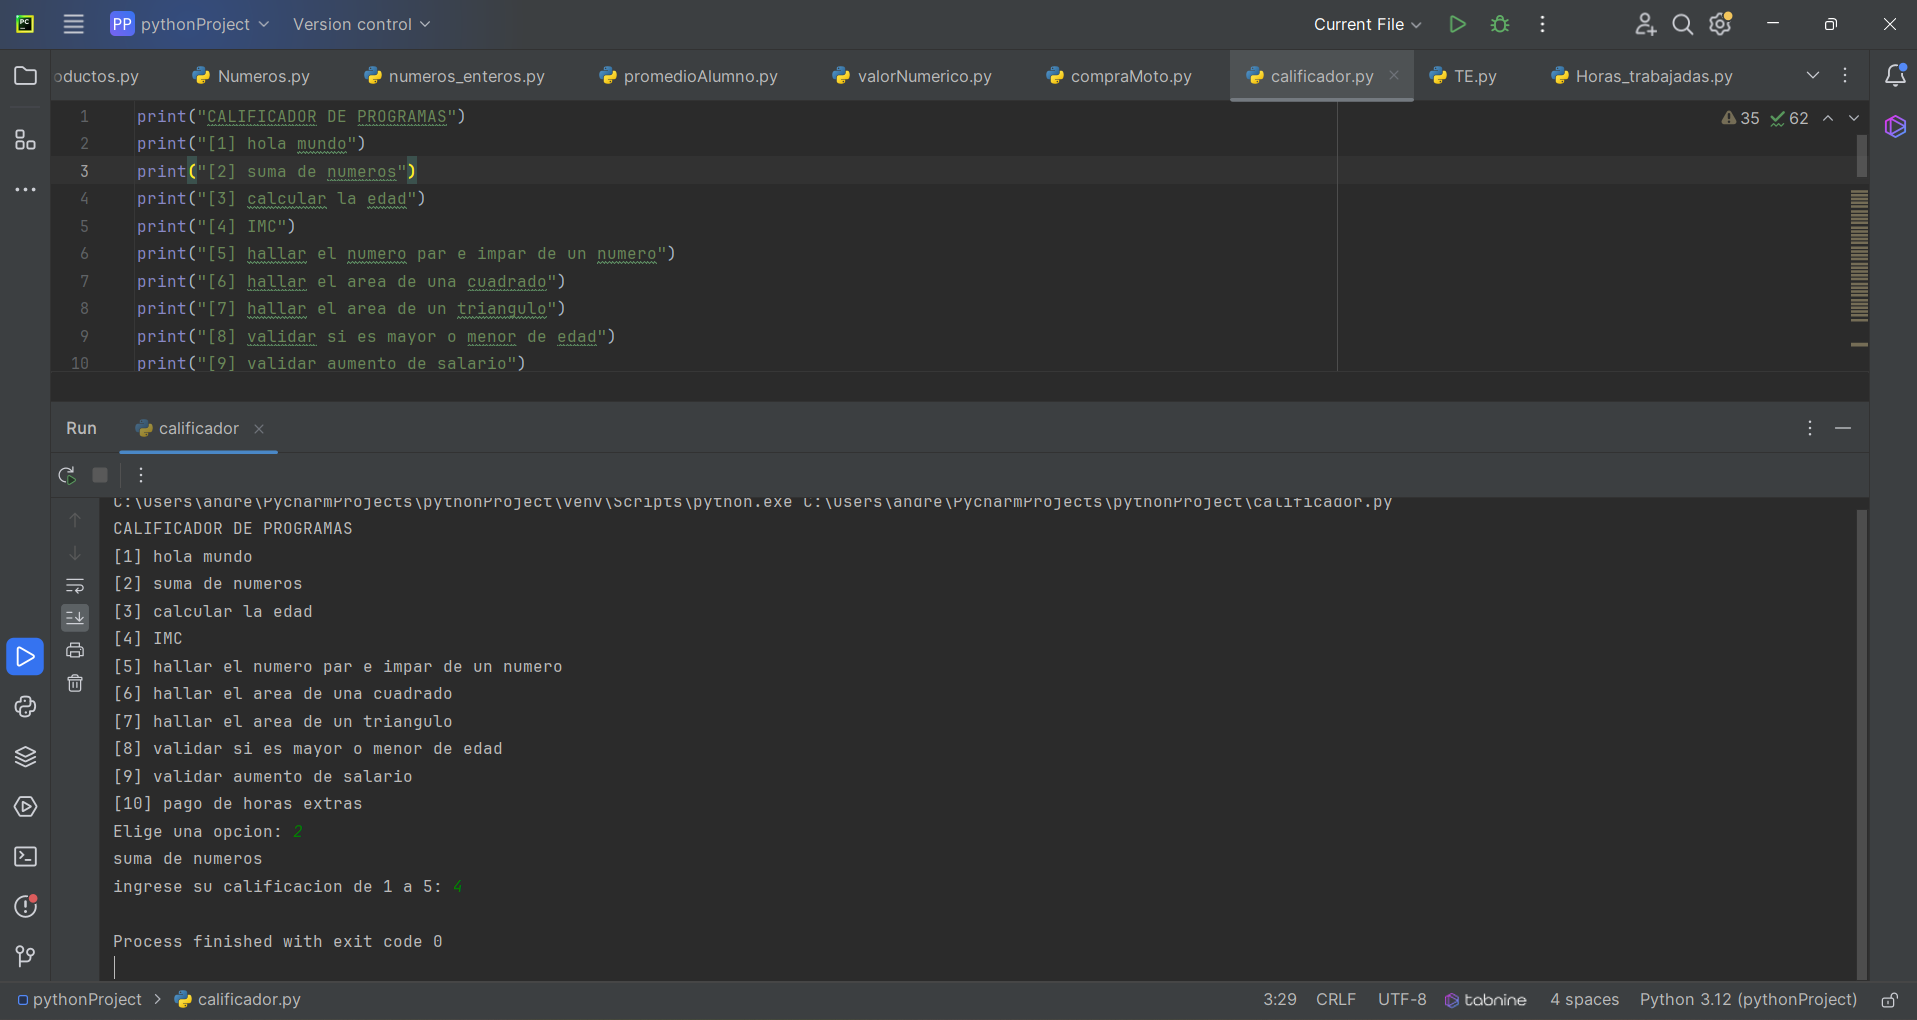 PC
PP pythonProject Version control Current File
oductos.py Numeros.py numeros_enteros.py promedioAlumno.py valorNumerico.py compraMoto.py calificador.py TE.py Horas_trabajadas.py
35 62
1 print("CALIFICADOR DE PROGRAMAS")
2 print("[1] hola mundo")
3 print("[2] suma de numeros")
4 print("[3] calcular la edad")
5 print("[4] IMC")
6 print("[5] hallar el numero par e impar de un numero")
7 print("[6] hallar el area de una cuadrado")
8 print("[7] hallar el area de un triangulo")
9 print("[8] validar si es mayor o menor de edad")
10 print("[9] validar aumento de salario")
Run calificador
C:\Users\andre\PycharmProjects\pythonProject\venv\Scripts\python.exe C:\Users\andre\PycharmProjects\pythonProject\calificador.py
CALIFICADOR DE PROGRAMAS
[1] hola mundo
[2] suma de numeros
[3] calcular la edad
[4] IMC
[5] hallar el numero par e impar de un numero
[6] hallar el area de una cuadrado
[7] hallar el area de un triangulo
[8] validar si es mayor o menor de edad
[9] validar aumento de salario
[10] pago de horas extras
Elige una opcion: 2
suma de numeros
ingrese su calificacion de 1 a 5: 4
Process finished with exit code 0
pythonProject > calificador.py 3:29 CRLF UTF-8 tabnine 4 spaces Python 3.12 (pythonProject)